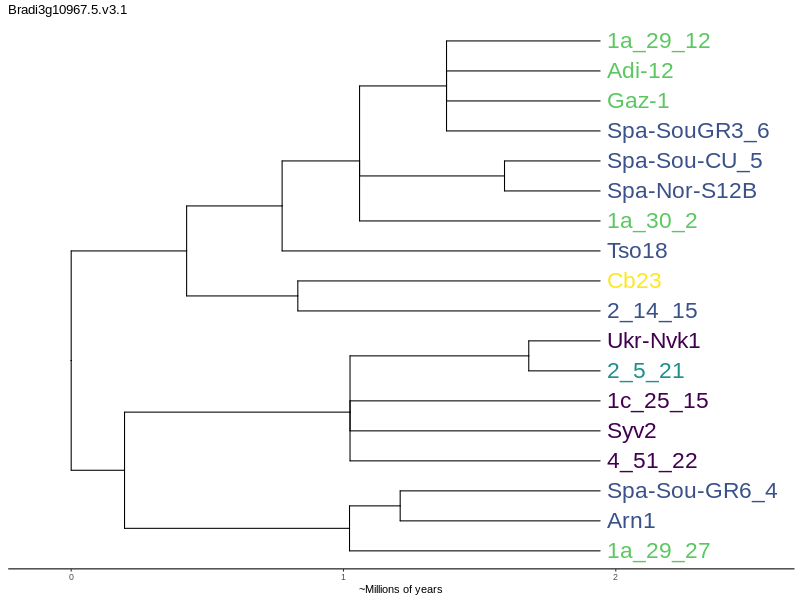 Bradi3g10967.5.v3.1
1a_29_12
Adi-12
Gaz-1
Spa-SouGR3_6
Spa-Sou-CU_5
Spa-Nor-S12B
1a_30_2
Tso18
Cb23
2_14_15
Ukr-Nvk1
2_5_21
1c_25_15
Syv2
4_51_22
Spa-Sou-GR6_4
Arn1
1a_29_27
0 1 2
~Millions of years